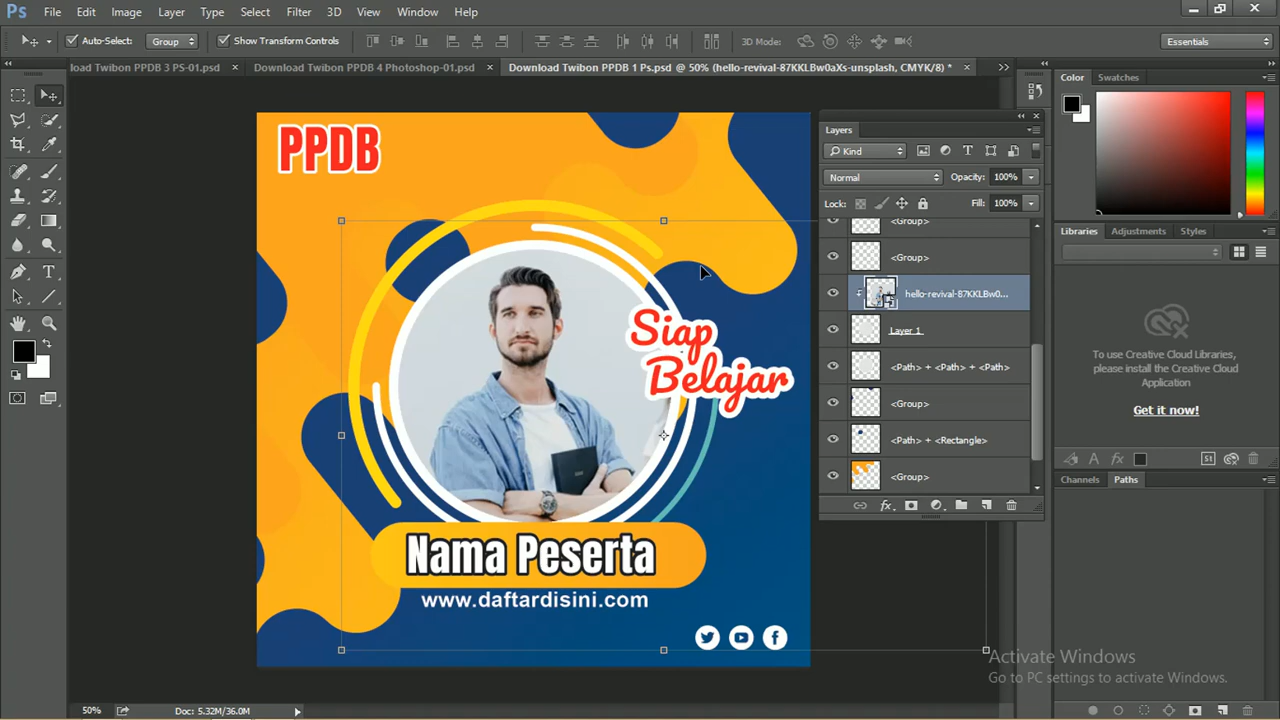 Ps File Edit Image Layer Type Select Filter 3D View Window Help
Auto-Select: Group Show Transform Controls 3D Mode: Essentials
load Twibon PPDB 3 PS-01.psd × Download Twibon PPDB 4 Photoshop-01.psd × Download Twibon PPDB 1 Ps.psd @ 50% (hello-revival-87KKLBw0aXs-unsplash, CMYK/8) * ×
Color Swatches
PPDB
Siap
Belajar
Nama Peserta
www.daftardisini.com
Layers
Kind
Normal Opacity: 100%
Lock: Fill: 100%
<Group>
<Group>
hello-revival-87KKLBw0...
Layer 1
<Path> + <Path> + <Path>
<Group>
<Path> + <Rectangle>
<Group>
Libraries Adjustments Styles
To use Creative Cloud Libraries,
please install the Creative Cloud
Application
Get it now!
Channels Paths
Activate Windows
Go to PC settings to activate Windows.
50% Doc: 5.32M/36.0M